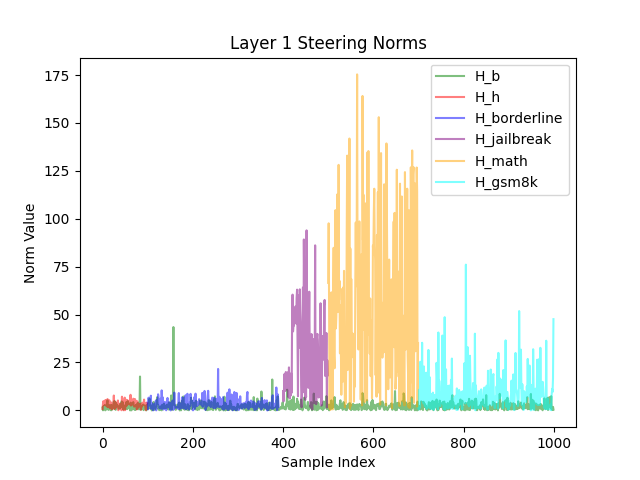 Layer 1 Steering Norms
Norm Value
175
150
125
100
75
50
25
0
H_b
H_h
H_borderline
H_jailbreak
H_math
H_gsm8k
0
200
400
600
800
1000
Sample Index